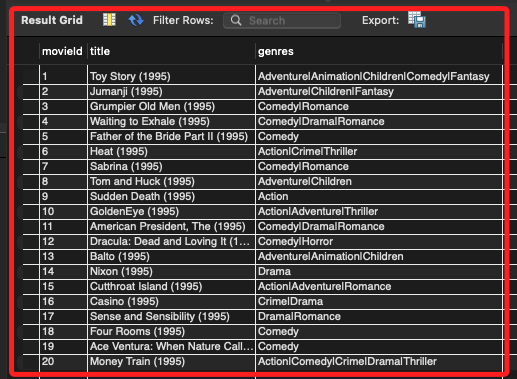 Result Grid Filter Rows: Search Export:
movieId title genres
1 Toy Story (1995) Adventure|Animation|Children|Comedy|Fantasy
2 Jumanji (1995) Adventure|Children|Fantasy
3 Grumpier Old Men (1995) Comedy|Romance
4 Waiting to Exhale (1995) Comedy|Drama|Romance
5 Father of the Bride Part II (1995) Comedy
6 Heat (1995) Action|Crime|Thriller
7 Sabrina (1995) Comedy|Romance
8 Tom and Huck (1995) Adventure|Children
9 Sudden Death (1995) Action
10 GoldenEye (1995) Action|Adventure|Thriller
11 American President, The (1995) Comedy|Drama|Romance
12 Dracula: Dead and Loving It (1... Comedy|Horror
13 Balto (1995) Adventure|Animation|Children
14 Nixon (1995) Drama
15 Cutthroat Island (1995) Action|Adventure|Romance
16 Casino (1995) Crime|Drama
17 Sense and Sensibility (1995) Drama|Romance
18 Four Rooms (1995) Comedy
19 Ace Ventura: When Nature Call... Comedy
20 Money Train (1995) Action|Comedy|Crime|Drama|Thriller